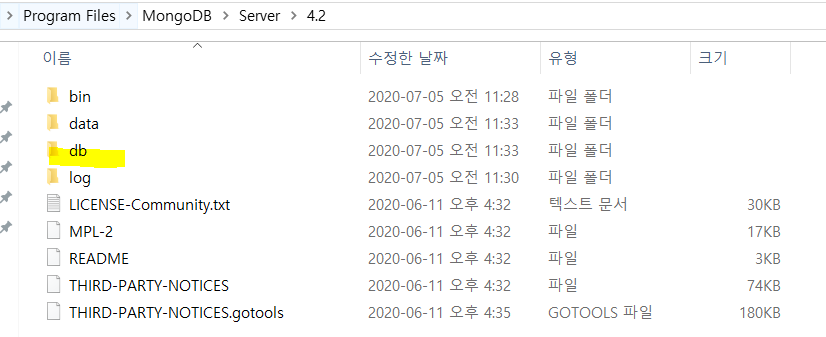 Program Files > MongoDB > Server > 4.2
이름 수정한 날짜 유형 크기
bin 2020-07-05 오전 11:28 파일 폴더
data 2020-07-05 오전 11:33 파일 폴더
db 2020-07-05 오전 11:33 파일 폴더
log 2020-07-05 오전 11:30 파일 폴더
LICENSE-Community.txt 2020-06-11 오후 4:32 텍스트 문서 30KB
MPL-2 2020-06-11 오후 4:32 파일 17KB
README 2020-06-11 오후 4:32 파일 3KB
THIRD-PARTY-NOTICES 2020-06-11 오후 4:32 파일 74KB
THIRD-PARTY-NOTICES.gotools 2020-06-11 오후 4:35 GOTOOLS 파일 180KB